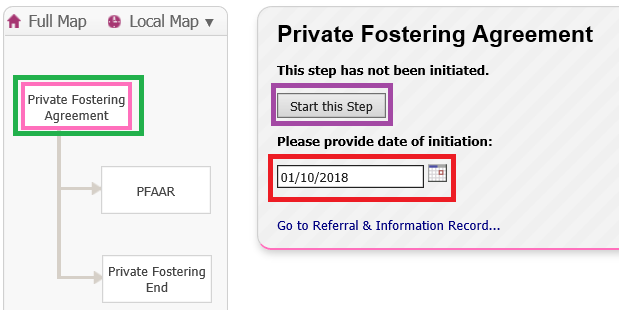 Full Map Local Map ▼
Private Fostering
Agreement
PFAAR
Private Fostering
End
Private Fostering Agreement
This step has not been initiated.
Start this Step
Please provide date of initiation:
01/10/2018
Go to Referral & Information Record...